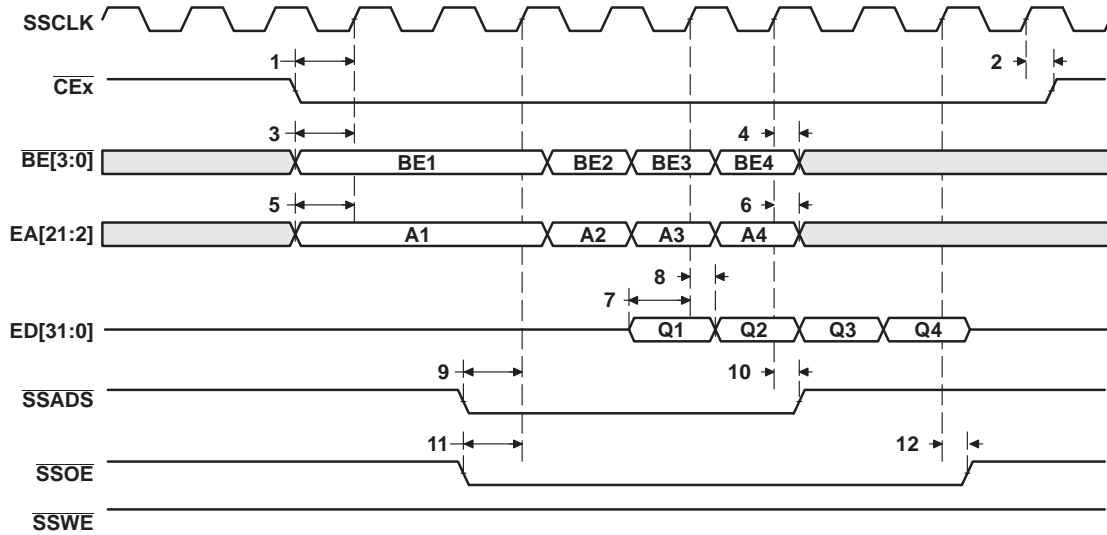 SSCLK
1
2
CEx
3
4
BE[3:0]
BE1
BE2
BE3
BE4
5
6
EA[21:2]
A1
A2
A3
A4
8
7
ED[31:0]
Q1
Q2
Q3
Q4
9
10
SSADS
11
12
SSOE
SSWE